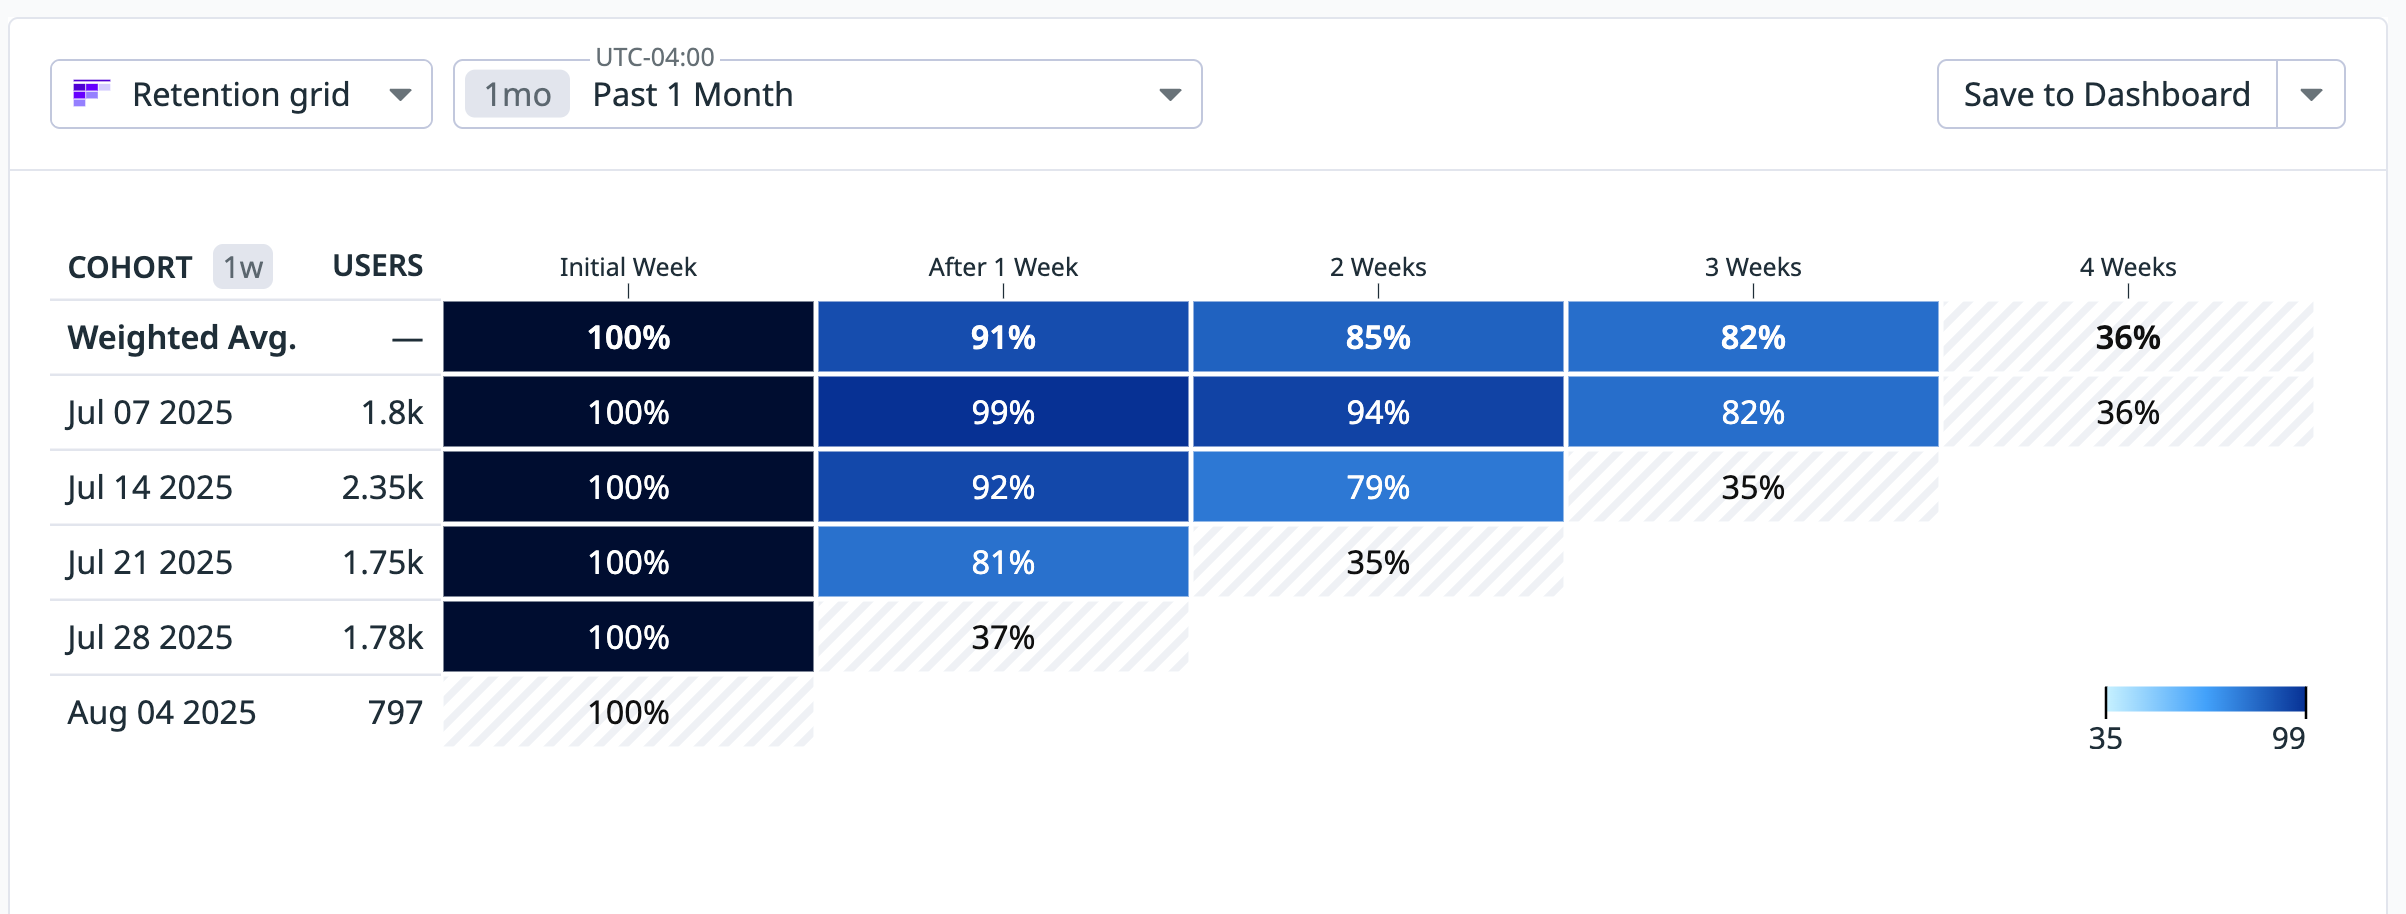 UTC-04:00
Retention grid 1mo Past 1 Month Save to Dashboard
COHORT 1w USERS Initial Week After 1 Week 2 Weeks 3 Weeks 4 Weeks
Weighted Avg. — 100% 91% 85% 82% 36%
Jul 07 2025 1.8k 100% 99% 94% 82% 36%
Jul 14 2025 2.35k 100% 92% 79% 35%
Jul 21 2025 1.75k 100% 81% 35%
Jul 28 2025 1.78k 100% 37%
Aug 04 2025 797 100%
35 99